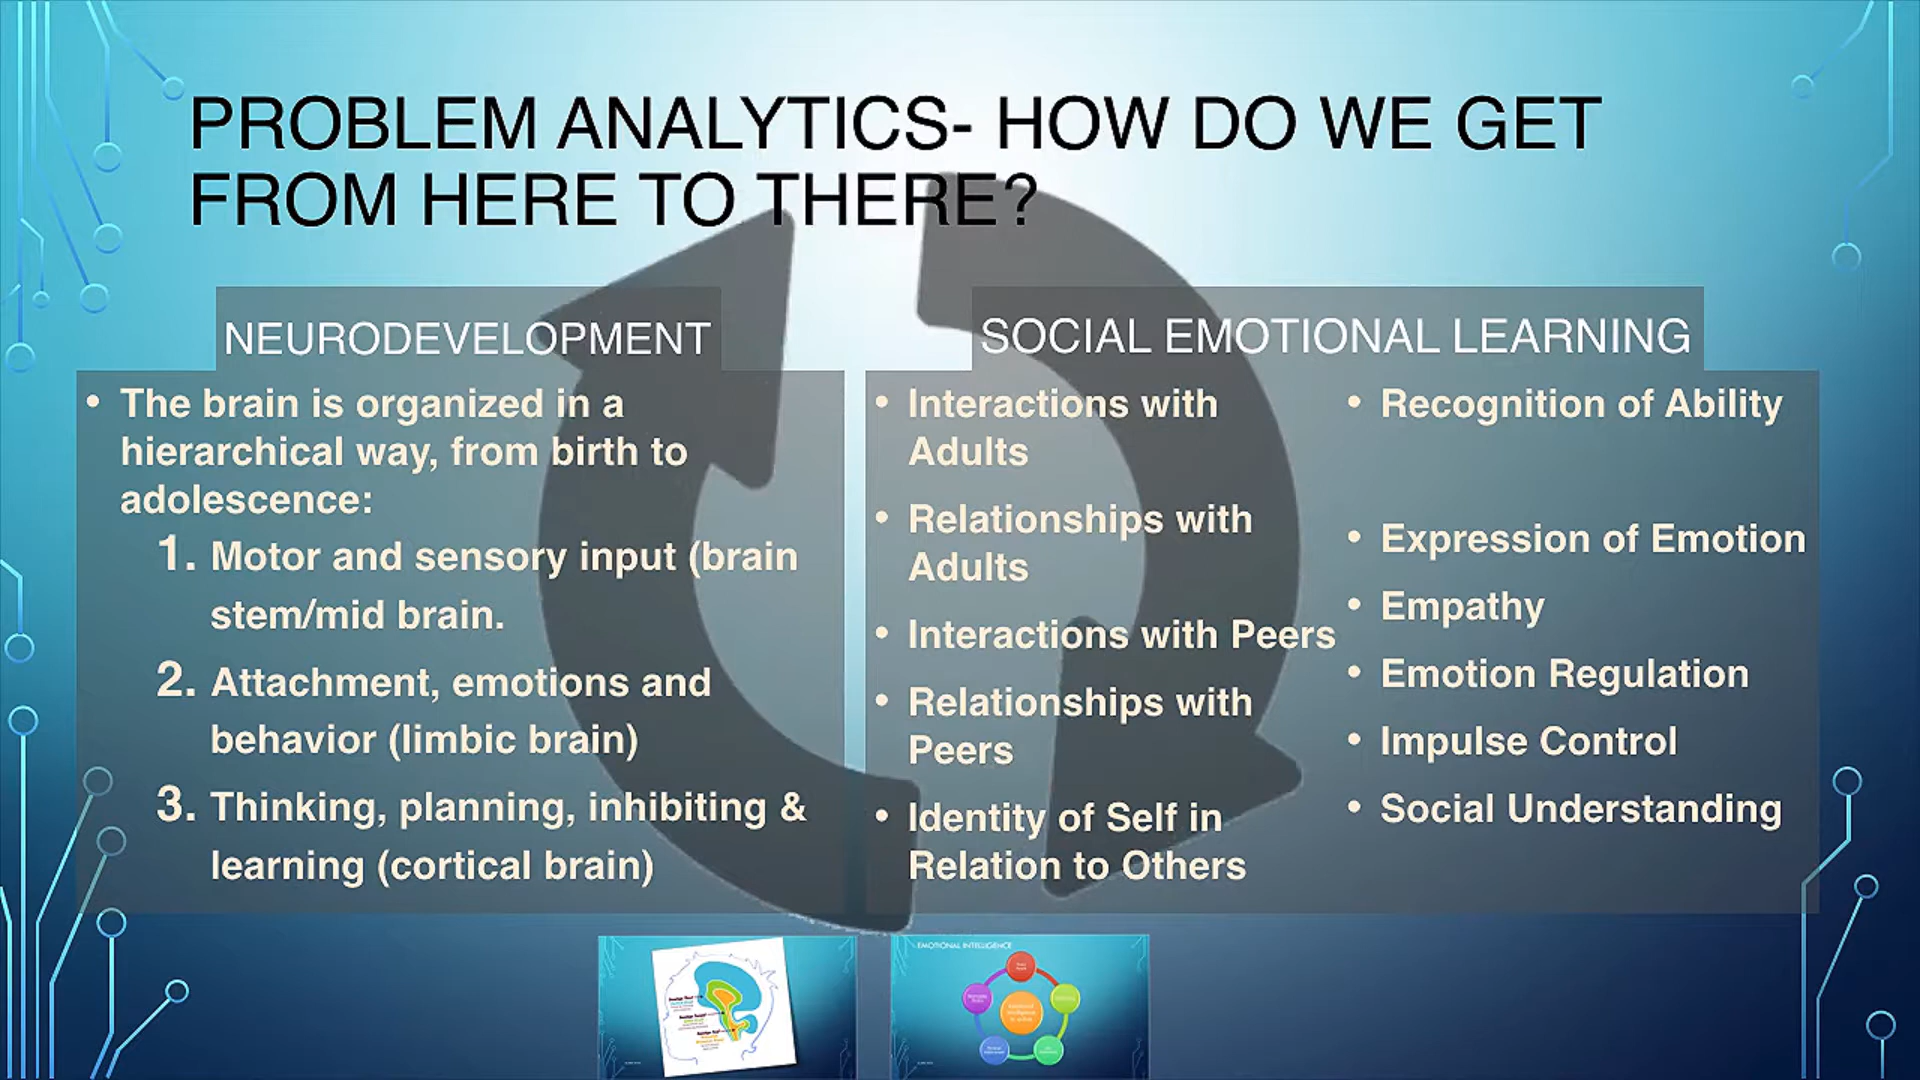 PROBLEM ANALYTICS- HOW DO WE GET
FROM HERE TO THERE?
NEURODEVELOPMENT
• The brain is organized in a
hierarchical way, from birth to
adolescence:
1. Motor and sensory input (brain
stem/mid brain.
2. Attachment, emotions and
behavior (limbic brain)
3. Thinking, planning, inhibiting &
learning (cortical brain)
SOCIAL EMOTIONAL LEARNING
• Interactions with
Adults
• Relationships with
Adults
• Interactions with Peers
• Relationships with
Peers
• Identity of Self in
Relation to Others
• Recognition of Ability
• Expression of Emotion
• Empathy
• Emotion Regulation
• Impulse Control
• Social Understanding
EMOTIONAL INTELLIGENCE